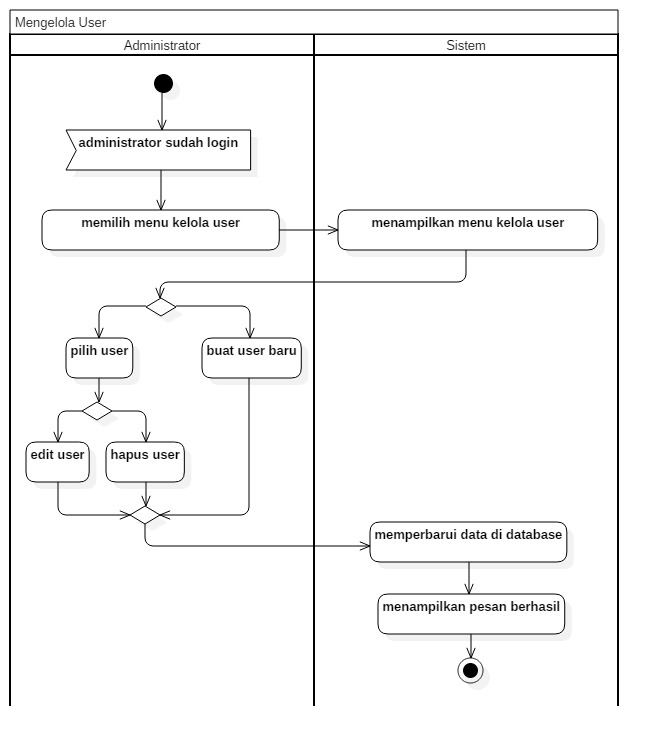 Mengelola User
Administrator
Sistem
administrator sudah login
memilih menu kelola user
menampilkan menu kelola user
pilih user
buat user baru
edit user
hapus user
memperbarui data di database
menampilkan pesan berhasil